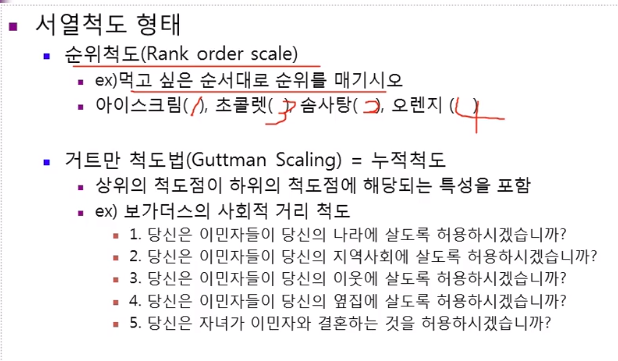 서열척도 형태
순위척도(Rank order scale)
ex)먹고 싶은 순서대로 순위를 매기시오
아이스크림(1), 초콜렛(3), 솜사탕(2), 오렌지 (4)
거트만 척도법(Guttman Scaling) = 누적척도
상위의 척도점이 하위의 척도점에 해당되는 특성을 포함
ex) 보가더스의 사회적 거리 척도
1. 당신은 이민자들이 당신의 나라에 살도록 허용하시겠습니까?
2. 당신은 이민자들이 당신의 지역사회에 살도록 허용하시겠습니까?
3. 당신은 이민자들이 당신의 이웃에 살도록 허용하시겠습니까?
4. 당신은 이민자들이 당신의 옆집에 살도록 허용하시겠습니까?
5. 당신은 자녀가 이민자와 결혼하는 것을 허용하시겠습니까?